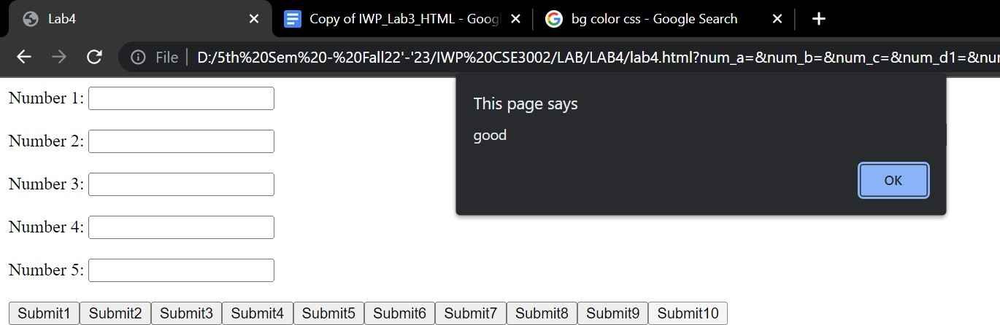 Lab4
Copy of IWP_Lab3_HTML - Goog
bg color css - Google Search
File
D:/5th%20Sem%20-%20Fall22'-'23/IWP%20CSE3002/LAB/LAB4/lab4.html?num_a=&num_b=&num_c=&num_d1=&nu
This page says
good
OK
Number 1:
Number 2:
Number 3:
Number 4:
Number 5:
Submit1 Submit2 Submit3 Submit4 Submit5 Submit6 Submit7 Submit8 Submit9 Submit10